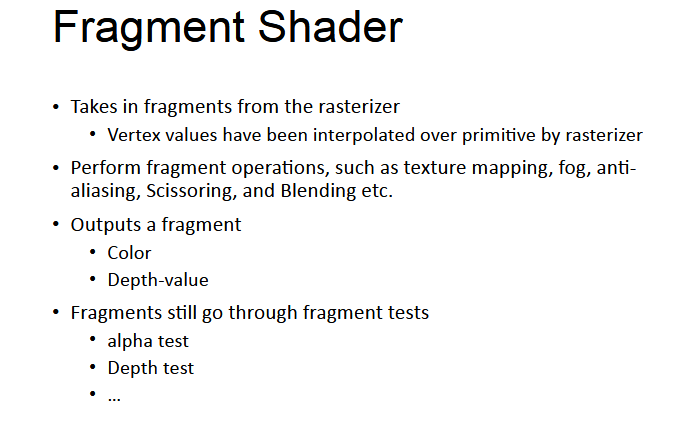 Fragment Shader
• Takes in fragments from the rasterizer
• Vertex values have been interpolated over primitive by rasterizer
• Perform fragment operations, such as texture mapping, fog, anti-
aliasing, Scissoring, and Blending etc.
• Outputs a fragment
• Color
• Depth-value
• Fragments still go through fragment tests
• alpha test
• Depth test
• …